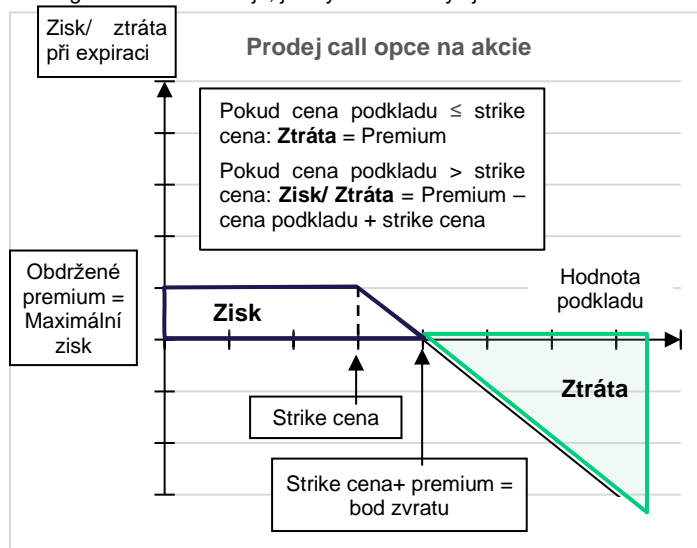 Zisk/ ztráta
při expiraci
Prodej call opce na akcie
Pokud cena podkladu ≤ strike
cena: Ztráta = Premium
Pokud cena podkladu > strike
cena: Zisk/ Ztráta = Premium –
cena podkladu + strike cena
Obdržené
premium =
Maximální
zisk
Zisk
Hodnota
podkladu
Ztráta
Strike cena
Strike cena+ premium =
bod zvratu